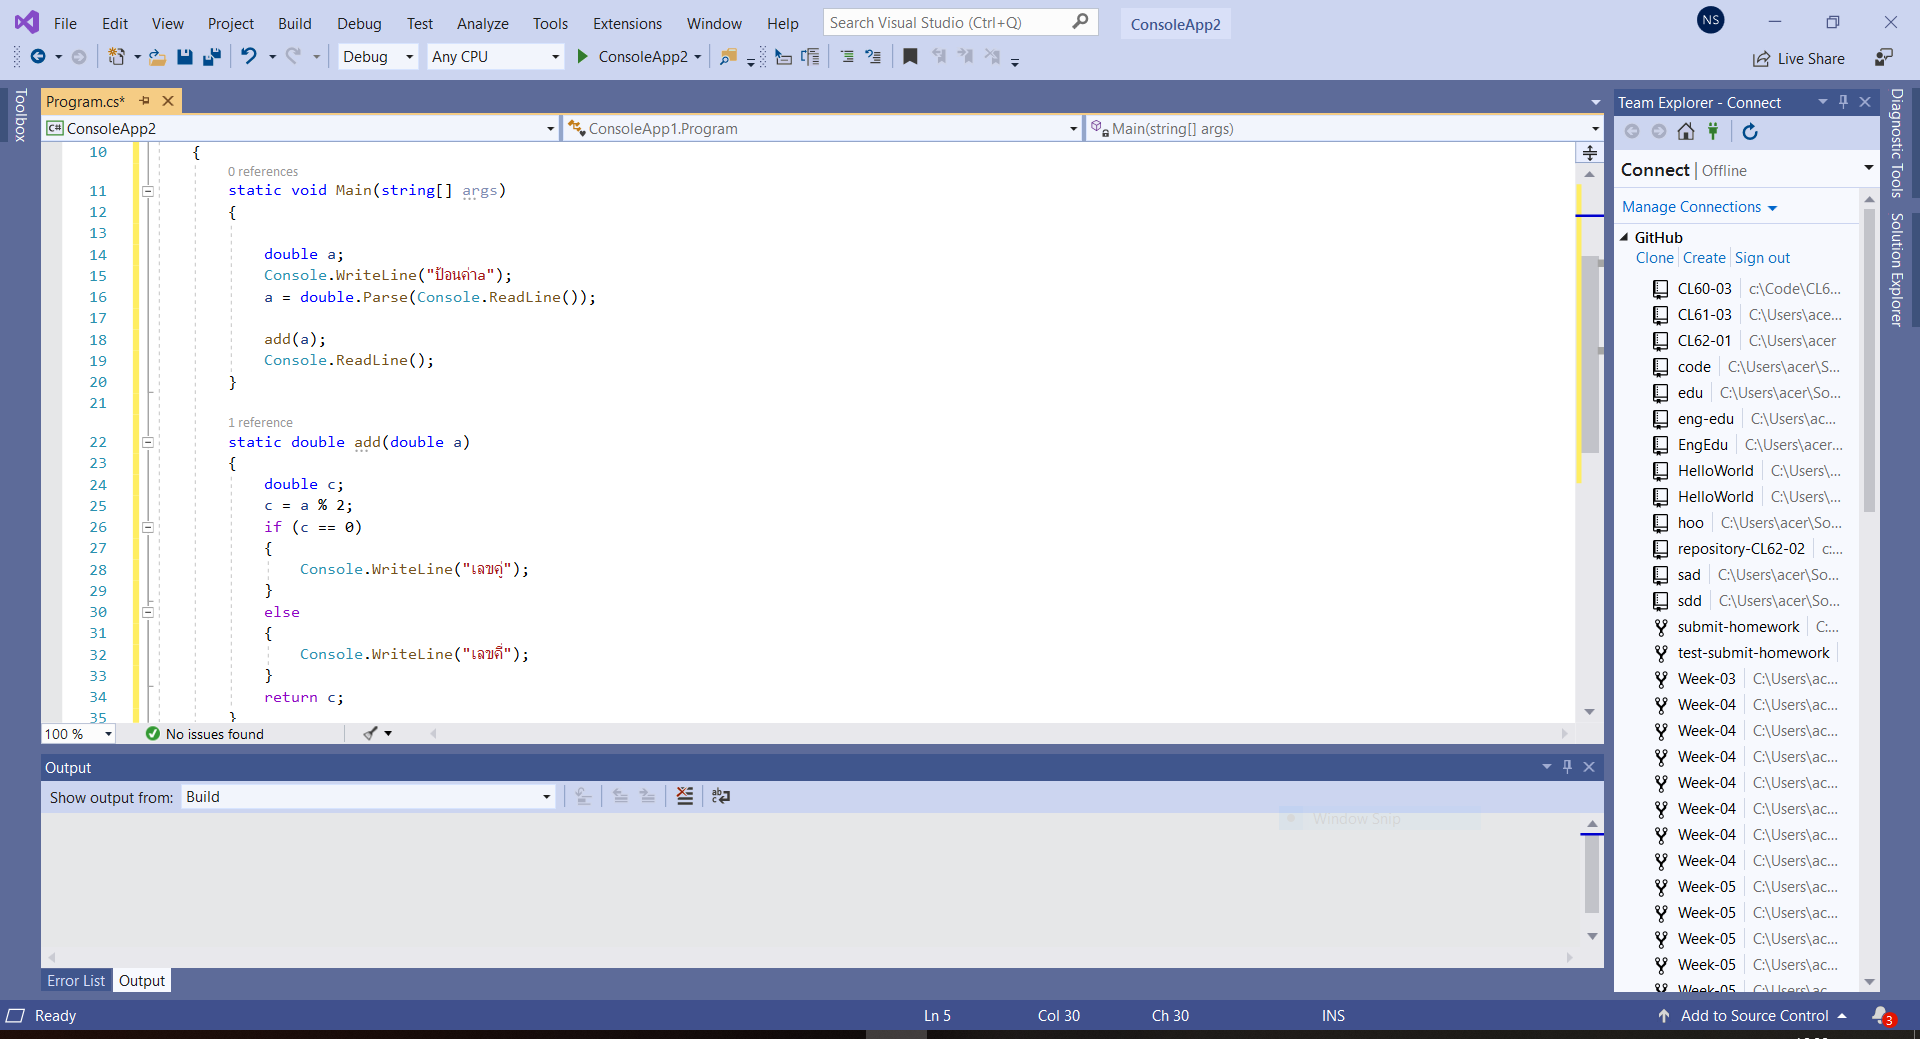 File Edit View Project Build Debug Test Analyze Tools Extensions Window Help Search Visual Studio (Ctrl+Q) ConsoleApp2 NS
Debug Any CPU ConsoleApp2 Live Share
Toolbox
Program.cs*
ConsoleApp2 ConsoleApp1.Program Main(string[] args)
10 {
0 references
11 static void Main(string[] args)
12 {
13
14 double a;
15 Console.WriteLine("ป้อนค่าa");
16 a = double.Parse(Console.ReadLine());
17
18 add(a);
19 Console.ReadLine();
20 }
21
1 reference
22 static double add(double a)
23 {
24 double c;
25 c = a % 2;
26 if (c == 0)
27 {
28 Console.WriteLine("เลขคู่");
29 }
30 else
31 {
32 Console.WriteLine("เลขคี่");
33 }
34 return c;
35 }
100 % No issues found
Output
Show output from: Build
Window Snip
Error List Output
Team Explorer - Connect
Connect | Offline
Manage Connections
GitHub
Clone Create Sign out
CL60-03 c:\Code\CL6...
CL61-03 C:\Users\ace...
CL62-01 C:\Users\acer
code C:\Users\acer\S...
edu C:\Users\acer\So...
eng-edu C:\Users\ac...
EngEdu C:\Users\acer...
HelloWorld C:\Users\...
HelloWorld C:\Users\...
hoo C:\Users\acer\So...
repository-CL62-02 c:...
sad C:\Users\acer\So...
sdd C:\Users\acer\So...
submit-homework C:...
test-submit-homework
Week-03 C:\Users\ac...
Week-04 C:\Users\ac...
Week-04 C:\Users\ac...
Week-04 C:\Users\ac...
Week-04 C:\Users\ac...
Week-04 C:\Users\ac...
Week-04 C:\Users\ac...
Week-04 C:\Users\ac...
Week-05 C:\Users\ac...
Week-05 C:\Users\ac...
Week-05 C:\Users\ac...
Week-05 C:\Users\ac...
Week-05 C:\Users\ac...
Diagnostic Tools
Solution Explorer
Ready Ln 5 Col 30 Ch 30 INS Add to Source Control 3